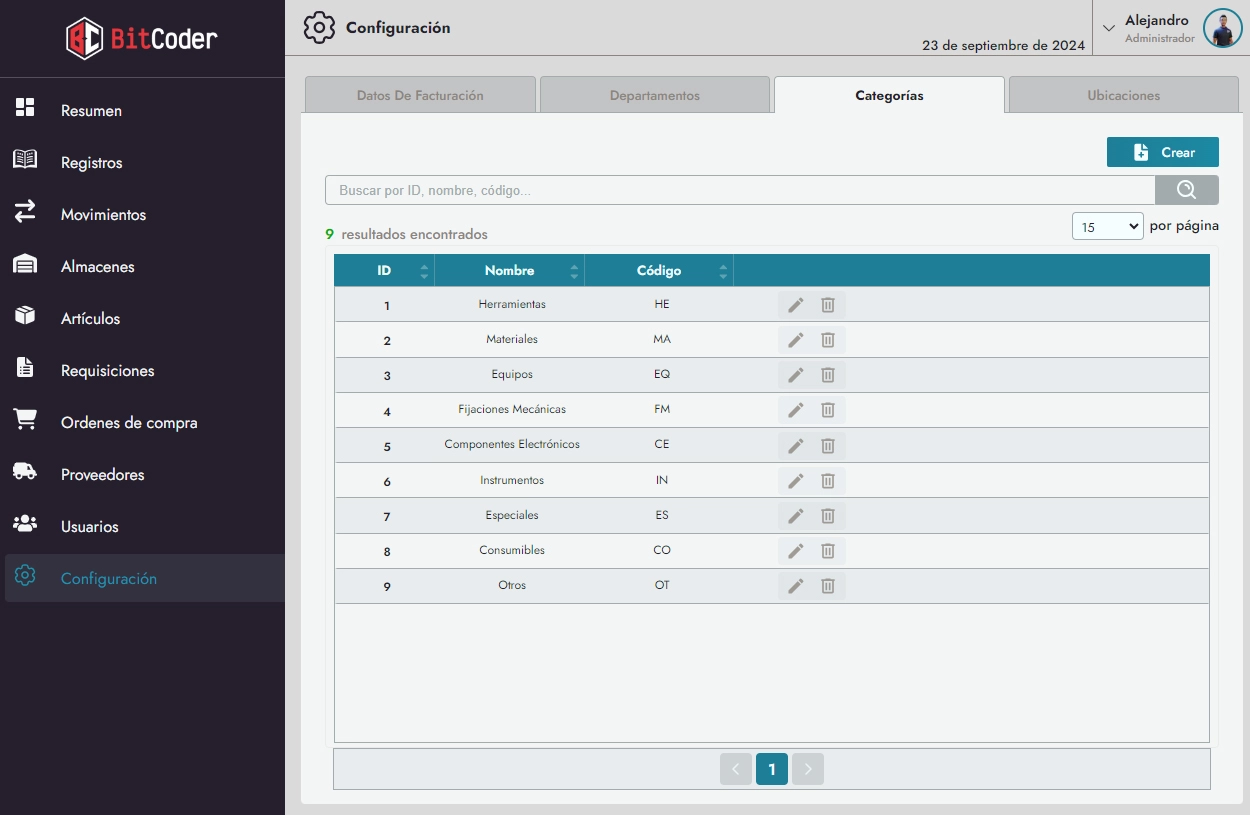 BitCoder
Configuración
23 de septiembre de 2024
Alejandro
Administrador
Resumen
Registros
Movimientos
Almacenes
Artículos
Requisiciones
Ordenes de compra
Proveedores
Usuarios
Configuración
Datos De Facturación Departamentos Categorías Ubicaciones
Crear
Buscar por ID, nombre, código...
9 resultados encontrados
15 por página
ID Nombre Código
1 Herramientas HE
2 Materiales MA
3 Equipos EQ
4 Fijaciones Mecánicas FM
5 Componentes Electrónicos CE
6 Instrumentos IN
7 Especiales ES
8 Consumibles CO
9 Otros OT
1